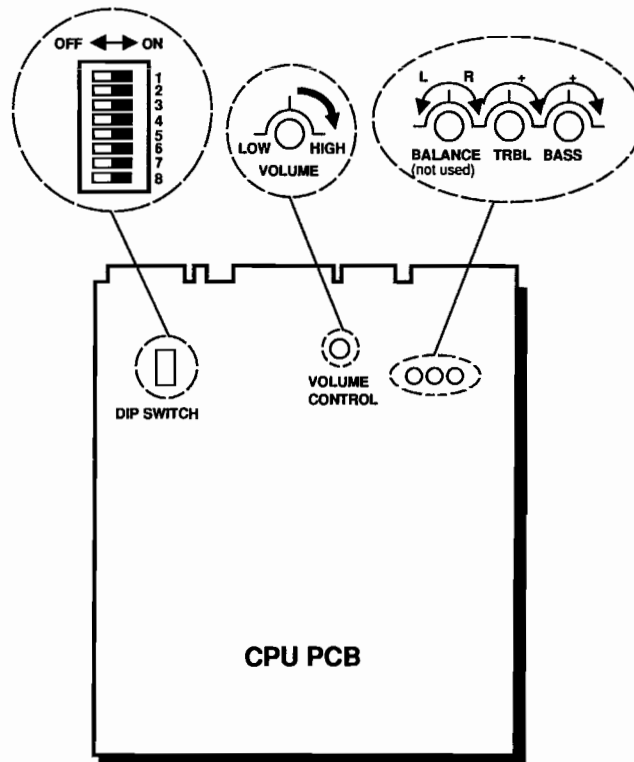 OFF ON
1
2
3
4
5
6
7
8
LOW HIGH
VOLUME
L R + +
BALANCE TRBL BASS
(not used)
DIP SWITCH
VOLUME
CONTROL
CPU PCB